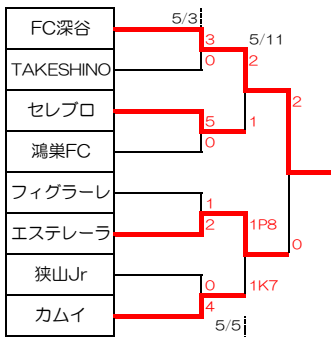 5/3
FC深谷
3
5/11
TAKESHINO
0
2
2
セレブロ
5
1
鴻巣FC
0
フィグラーレ
1
エステレーラ
2
1P8
0
狭山Jr
0
1K7
カムイ
4
5/5